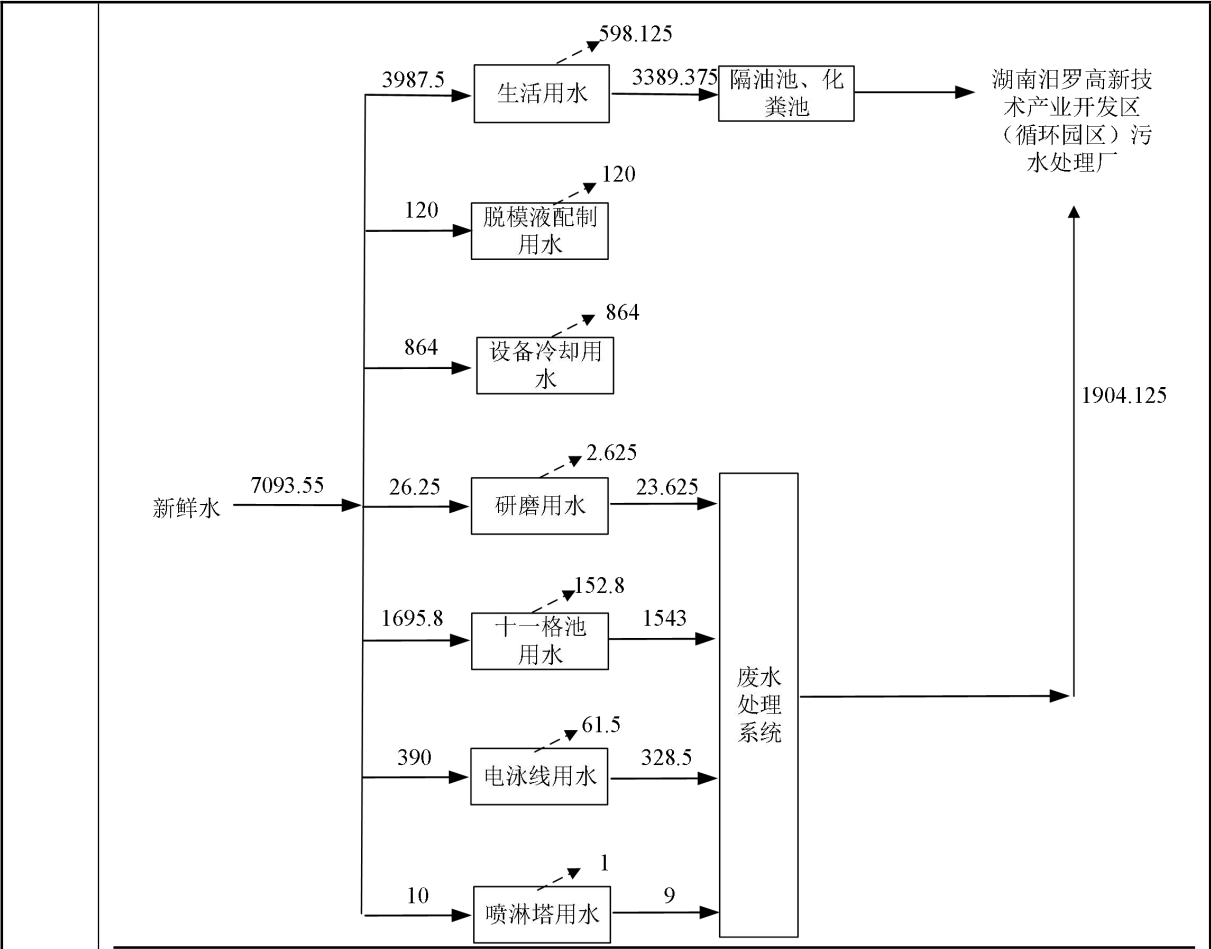 598.125
3987.5
生活用水
3389.375
隔油池、化
粪池
湖南汨罗高新技
术产业开发区
（循环园区）污
水处理厂
120
120
脱模液配制
用水
864
864
设备冷却用
水
1904.125
新鲜水
7093.55
2.625
26.25
研磨用水
23.625
152.8
1695.8
十一格池
用水
1543
废水
处理
系统
61.5
390
电泳线用水
328.5
1
10
喷淋塔用水
9